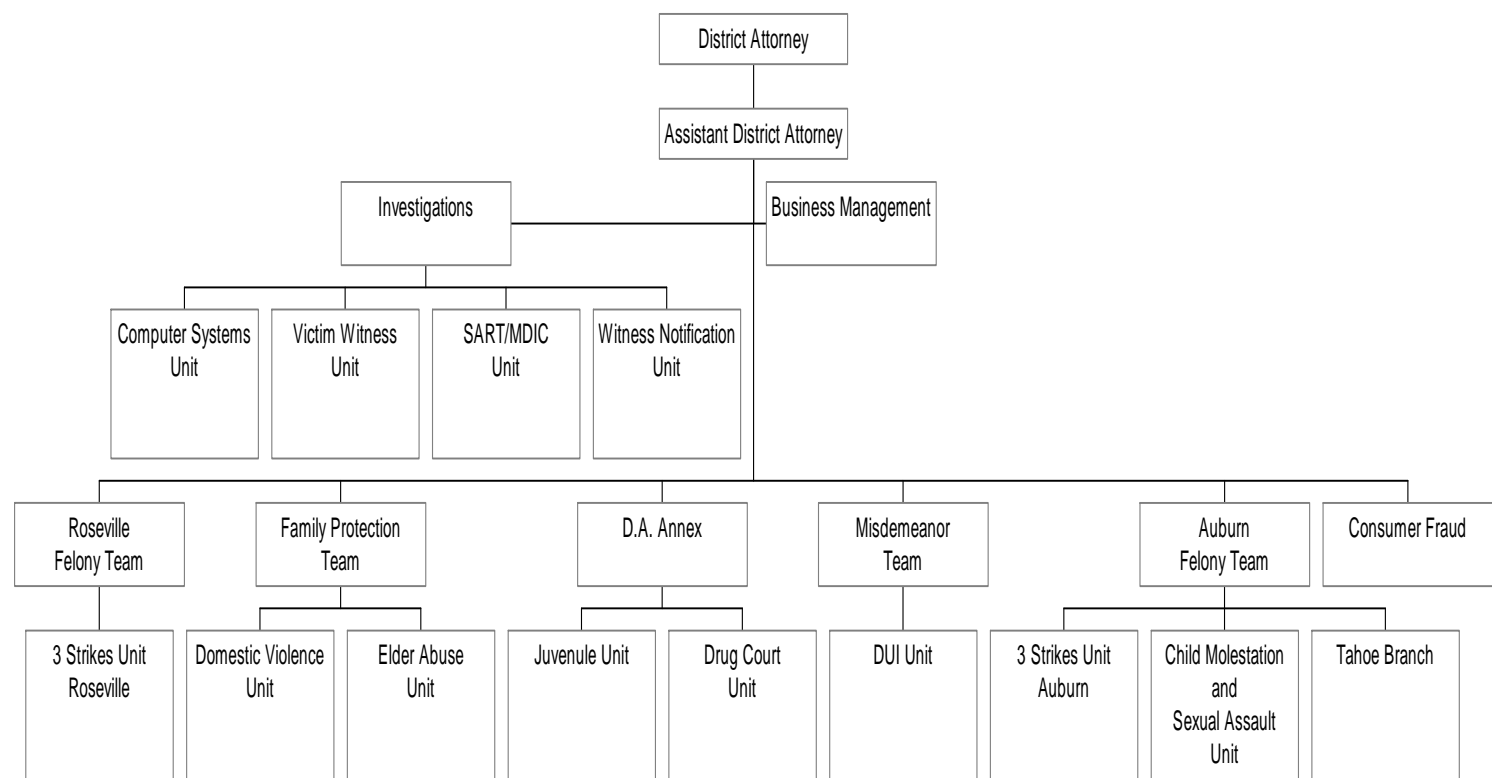 District Attorney
Assistant District Attorney
Investigations
Business Management
Computer Systems
Unit
Victim Witness
Unit
SART/MDIC
Unit
Witness Notification
Unit
Roseville
Felony Team
Family Protection
Team
D.A. Annex
Misdemeanor
Team
Auburn
Felony Team
Consumer Fraud
3 Strikes Unit
Roseville
Domestic Violence
Unit
Elder Abuse
Unit
Juvenule Unit
Drug Court
Unit
DUI Unit
3 Strikes Unit
Auburn
Child Molestation
and
Sexual Assault
Unit
Tahoe Branch